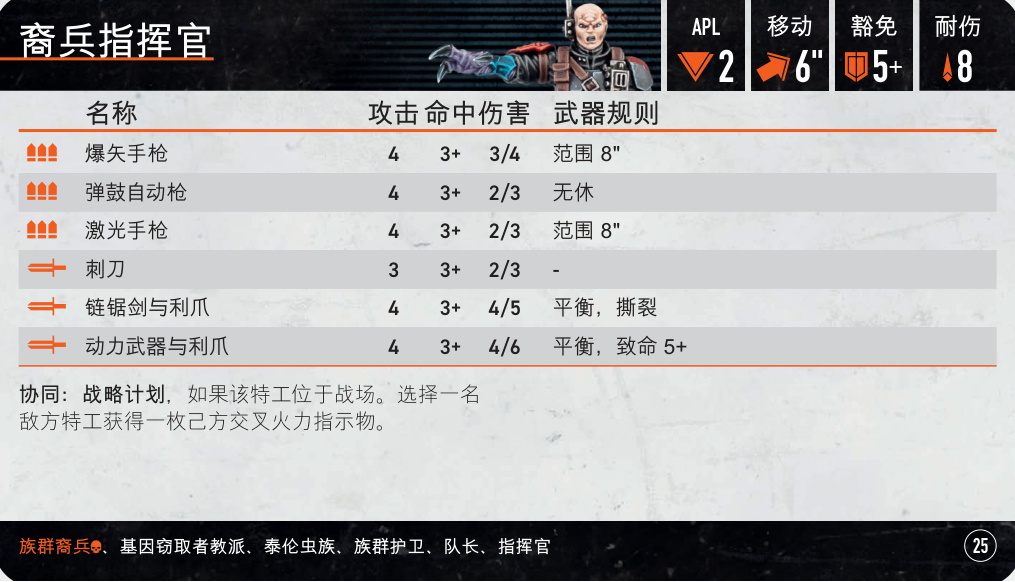 裔兵指挥官
APL 移动 豁免 耐伤
2 6" 5+ 8
名称 攻击 命中 伤害 武器规则
爆矢手枪 4 3+ 3/4 范围 8"
弹鼓自动枪 4 3+ 2/3 无休
激光手枪 4 3+ 2/3 范围 8"
刺刀 3 3+ 2/3 -
链锯剑与利爪 4 3+ 4/5 平衡，撕裂
动力武器与利爪 4 3+ 4/6 平衡，致命 5+
协同：战略计划，如果该特工位于战场。选择一名
敌方特工获得一枚己方交叉火力指示物。
族群裔兵、基因窃取者教派、泰伦虫族、族群护卫、队长、指挥官
25